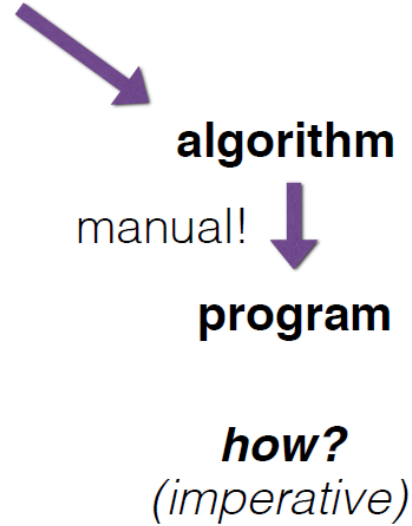 algorithm
manual!
program
how?
(imperative)